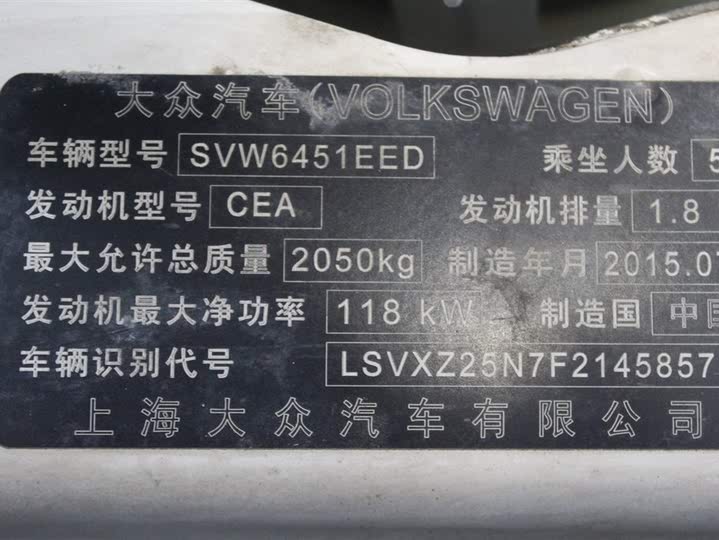 大众汽车(VOLKSWAGEN)
车辆型号 SVW6451EED 乘坐人数 5
发动机型号 CEA 发动机排量 1.8
最大允许总质量 2050kg 制造年月 2015.07
发动机最大净功率 118 kW 制造国 中国
车辆识别代号 LSVXZ25N7F2145857
上海大众汽车有限公司